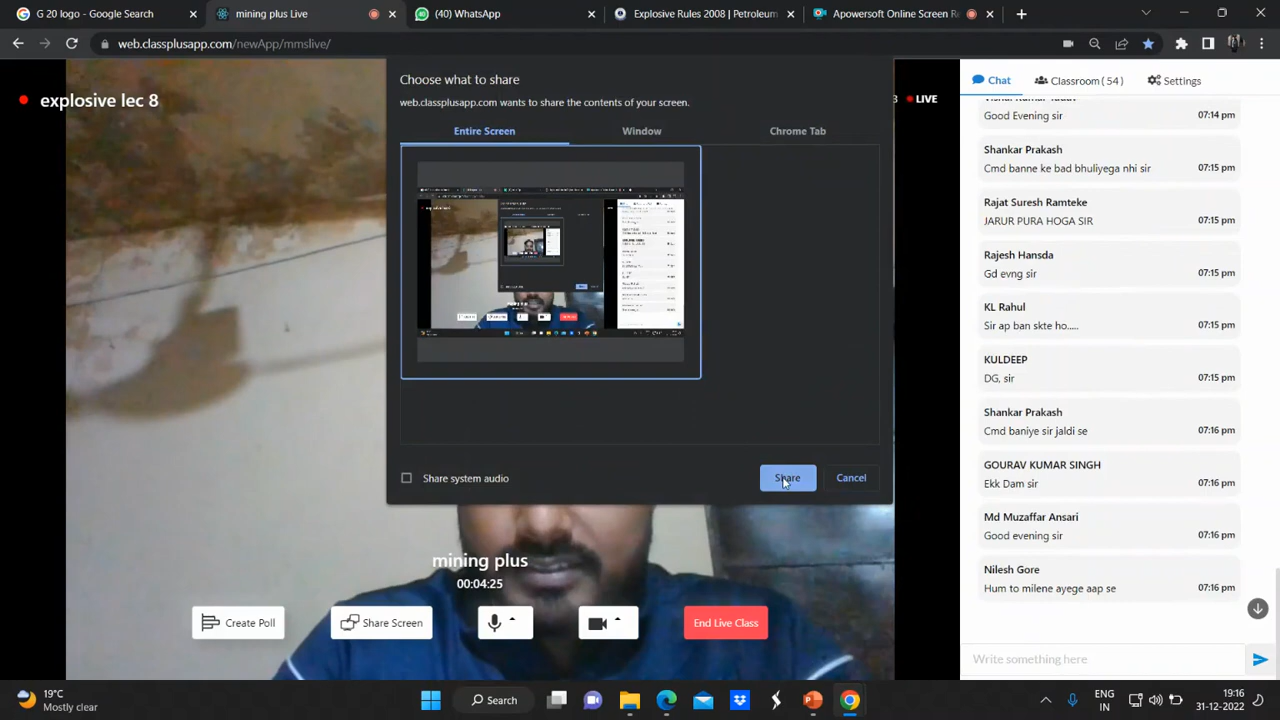 G 20 logo - Google Search
mining plus Live
(40) WhatsApp
Explosive Rules 2008 | Petroleum
Apowersoft Online Screen Re
web.classplusapp.com/newApp/mmslive/
explosive lec 8
LIVE
Choose what to share
web.classplusapp.com wants to share the contents of your screen.
Entire Screen
Window
Chrome Tab
Share system audio
Share
Cancel
mining plus
00:04:25
Create Poll
Share Screen
End Live Class
Chat
Classroom ( 54 )
Settings
Good Evening sir
07:14 pm
Shankar Prakash
Cmd banne ke bad bhuliyega nhi sir
07:15 pm
Rajat Suresh Ramteke
JARUR PURA HOGA SIR
07:15 pm
Rajesh Hansda
Gd evng sir
07:15 pm
KL Rahul
Sir ap ban skte ho....
07:15 pm
KULDEEP
DG, sir
07:15 pm
Shankar Prakash
Cmd baniye sir jaldi se
07:16 pm
GOURAV KUMAR SINGH
Ekk Dam sir
07:16 pm
Md Muzaffar Ansari
Good evening sir
07:16 pm
Nilesh Gore
Hum to milene ayege aap se
07:16 pm
Write something here
19°C
Mostly clear
Search
ENG
IN
19:16
31-12-2022